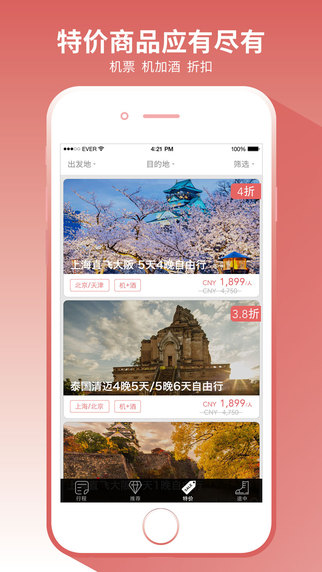 特价商品应有尽有
机票 机加酒 折扣
EVER
4:21 PM
100%
出发地
目的地
筛选
4折
上海直飞大阪 5天4晚自由行
北京/天津
机+酒
CNY 1,899/人
CNY 4,750
3.8折
泰国清迈4晚5天/5晚6天自由行
上海/北京
机+酒
CNY 1,899/人
CNY 4,750
行程
推荐
特价
途中